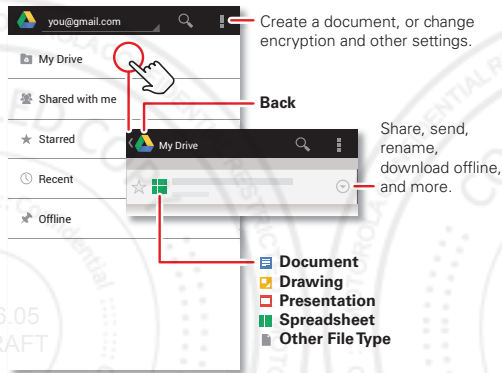 you@gmail.com
Create a document, or change
encryption and other settings.
My Drive
Shared with me
Back
Starred
My Drive
Share, send,
rename,
download offline,
and more.
Recent
Offline
Document
Drawing
Presentation
Spreadsheet
Other File Type